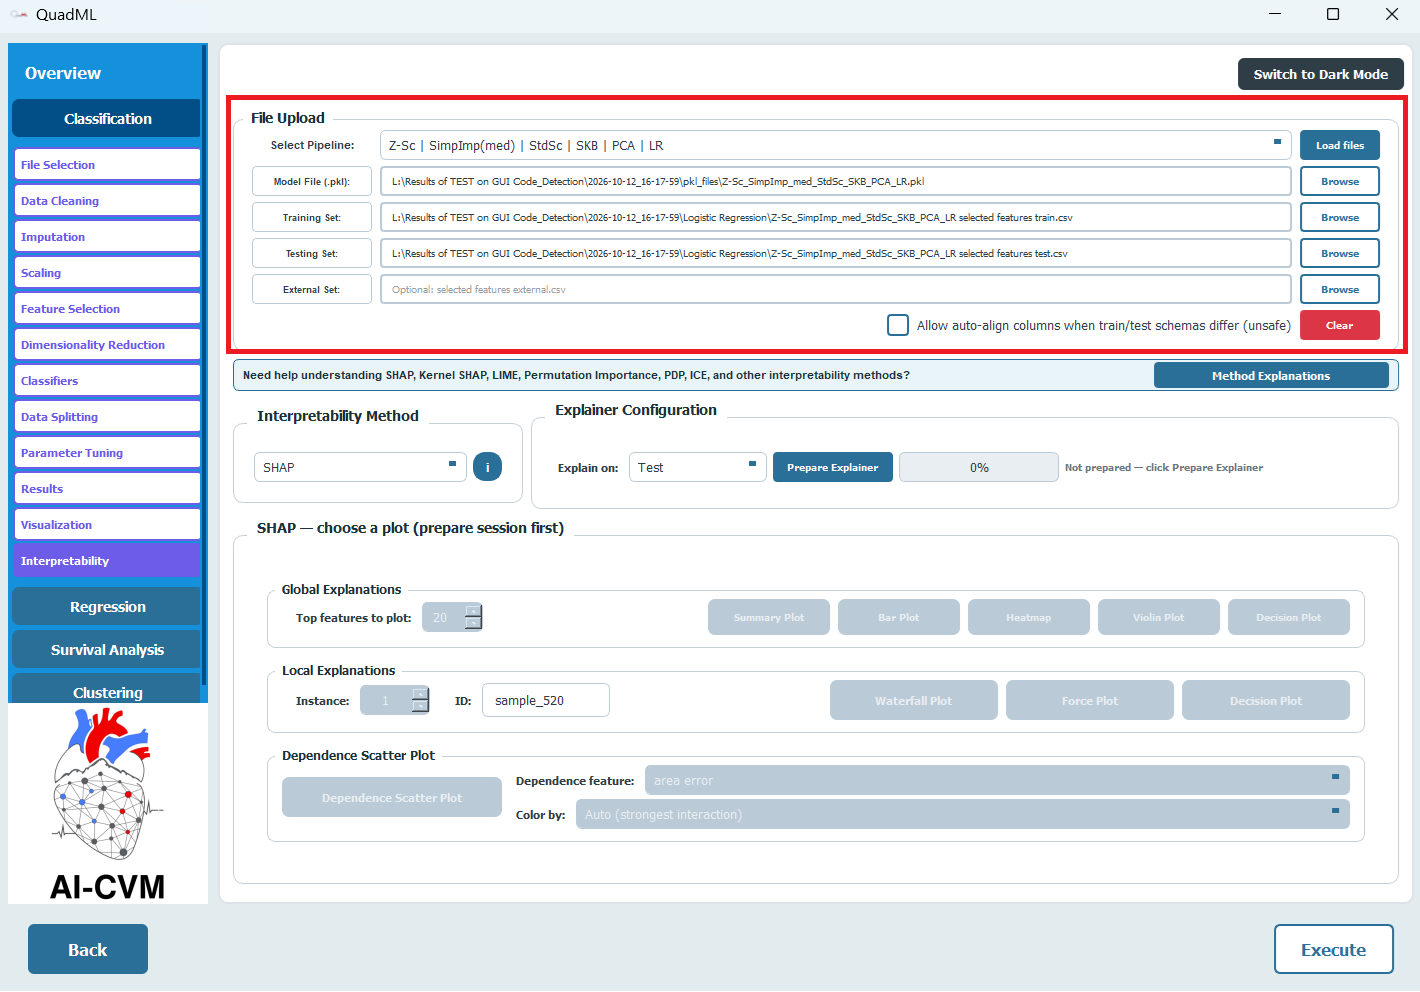 QuadML
Overview
Classification
File Selection
Data Cleaning
Imputation
Scaling
Feature Selection
Dimensionality Reduction
Classifiers
Data Splitting
Parameter Tuning
Results
Visualization
Interpretability
Regression
Survival Analysis
Clustering
AI-CVM
Back
Switch to Dark Mode
File Upload
Select Pipeline: Z-Sc | SimpImp(med) | StdSc | SKB | PCA | LR Load files
Model File (.pkl): L:\Results of TEST on GUI Code_Detection\2026-10-12_16-17-59\pkl_files\Z-Sc_SimpImp_med_StdSc_SKB_PCA_LR.pkl Browse
Training Set: L:\Results of TEST on GUI Code_Detection\2026-10-12_16-17-59\Logistic Regression\Z-Sc_SimpImp_med_StdSc_SKB_PCA_LR selected features train.csv Browse
Testing Set: L:\Results of TEST on GUI Code_Detection\2026-10-12_16-17-59\Logistic Regression\Z-Sc_SimpImp_med_StdSc_SKB_PCA_LR selected features test.csv Browse
External Set: Optional: selected features external.csv Browse
Allow auto-align columns when train/test schemas differ (unsafe) Clear
Need help understanding SHAP, Kernel SHAP, LIME, Permutation Importance, PDP, ICE, and other interpretability methods? Method Explanations
Interpretability Method
SHAP i
Explainer Configuration
Explain on: Test Prepare Explainer 0% Not prepared — click Prepare Explainer
SHAP — choose a plot (prepare session first)
Global Explanations
Top features to plot: 20 Summary Plot Bar Plot Heatmap Violin Plot Decision Plot
Local Explanations
Instance: 1 ID: sample_520 Waterfall Plot Force Plot Decision Plot
Dependence Scatter Plot
Dependence Scatter Plot
Dependence feature: area error
Color by: Auto (strongest interaction)
Execute